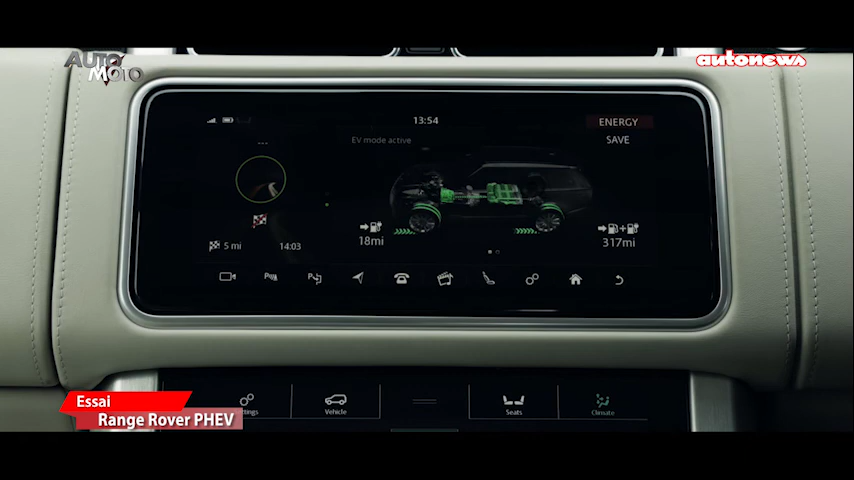 AUTO
MOTO
autonews
13:54
ENERGY
EV mode active
SAVE
18mi
317mi
5 mi
14:03
Vehicle
Seats
Climate
Essai
Range Rover PHEV